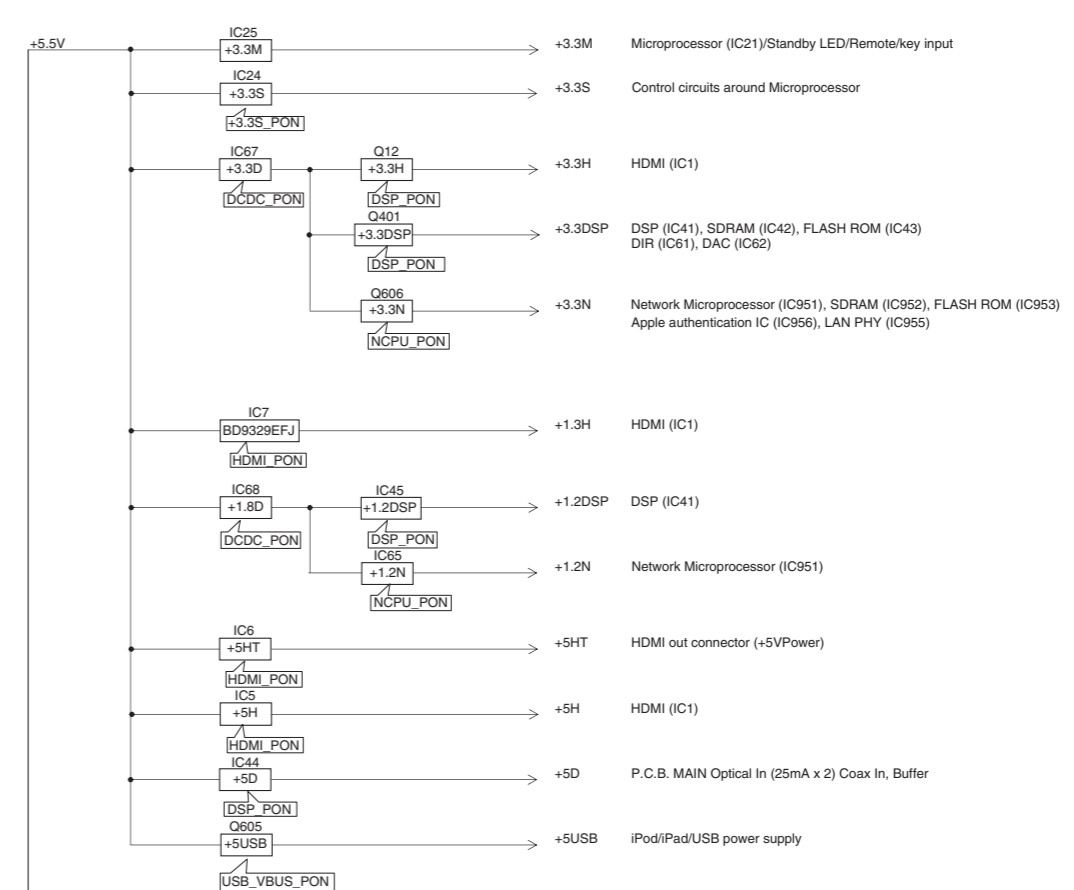 +5.5V
IC25
+3.3M
+3.3M Microprocessor (IC21)/Standby LED/Remote/key input
IC24
+3.3S
+3.3S Control circuits around Microprocessor
+3.3S_PON
IC67 Q12
+3.3D +3.3H
+3.3H HDMI (IC1)
DCDC_PON DSP_PON
Q401
+3.3DSP
+3.3DSP DSP (IC41), SDRAM (IC42), FLASH ROM (IC43)
DIR (IC61), DAC (IC62)
DSP_PON
Q606
+3.3N
+3.3N Network Microprocessor (IC951), SDRAM (IC952), FLASH ROM (IC953)
Apple authentication IC (IC956), LAN PHY (IC955)
NCPU_PON
IC7
BD9329EFJ
+1.3H HDMI (IC1)
HDMI_PON
IC68 IC45
+1.8D +1.2DSP
+1.2DSP DSP (IC41)
DCDC_PON DSP_PON
IC65
+1.2N
+1.2N Network Microprocessor (IC951)
NCPU_PON
IC6
+5HT
+5HT HDMI out connector (+5VPower)
HDMI_PON
IC5
+5H
+5H HDMI (IC1)
HDMI_PON
IC44
+5D
+5D P.C.B. MAIN Optical In (25mA x 2) Coax In, Buffer
DSP_PON
Q605
+5USB
+5USB iPod/iPad/USB power supply
USB_VBUS_PON